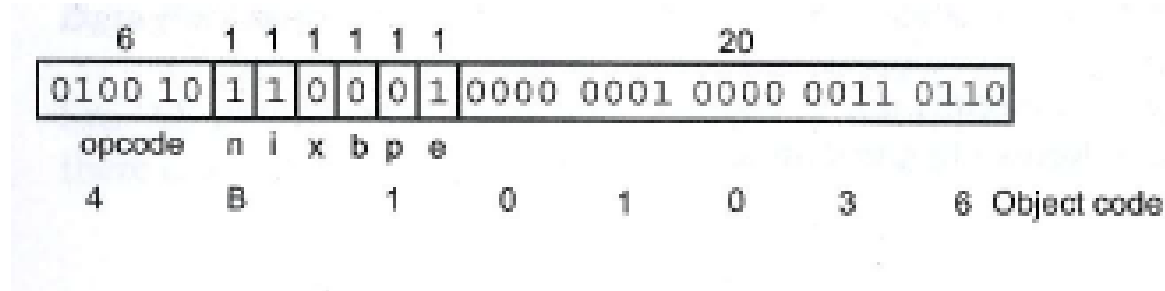 6 1 1 1 1 1 1 20
0100 10 1 1 0 0 0 1 0000 0001 0000 0011 0110
opcode n i x b p e
4 B 1 0 1 0 3 6 Object code